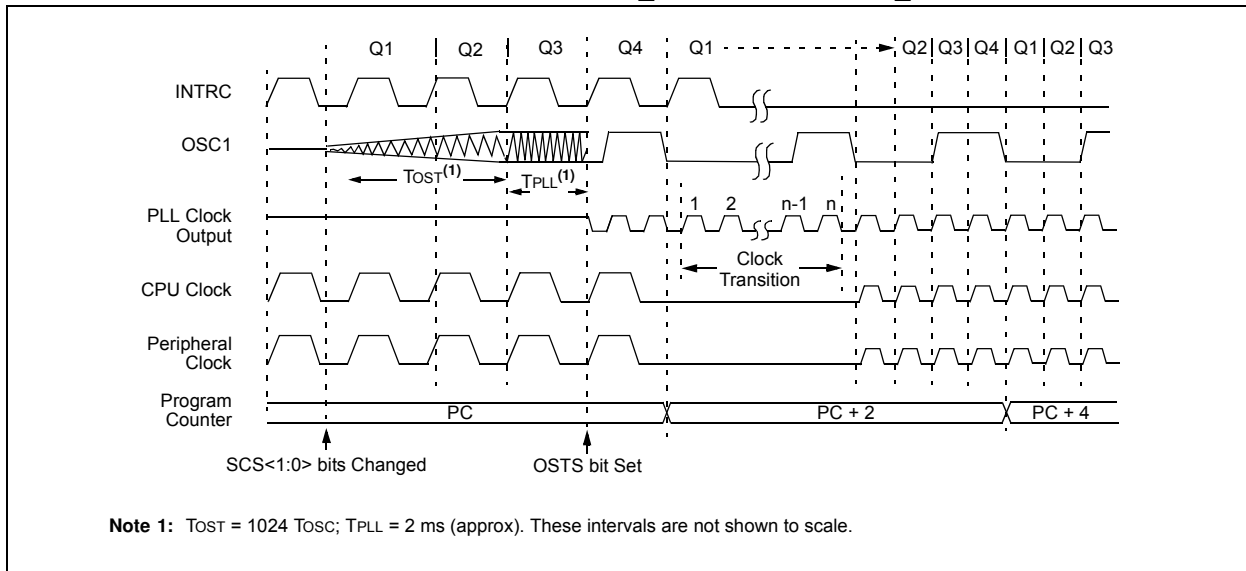 Q1 Q2 Q3 Q4 Q1 Q2 Q3 Q4 Q1 Q2 Q3
INTRC
OSC1
TOST(1) TPLL(1)
1 2 n-1 n
PLL Clock
Output
Clock
Transition
CPU Clock
Peripheral
Clock
Program
Counter
PC PC + 2 PC + 4
SCS<1:0> bits Changed OSTS bit Set
Note 1: TOST = 1024 TOSC; TPLL = 2 ms (approx). These intervals are not shown to scale.